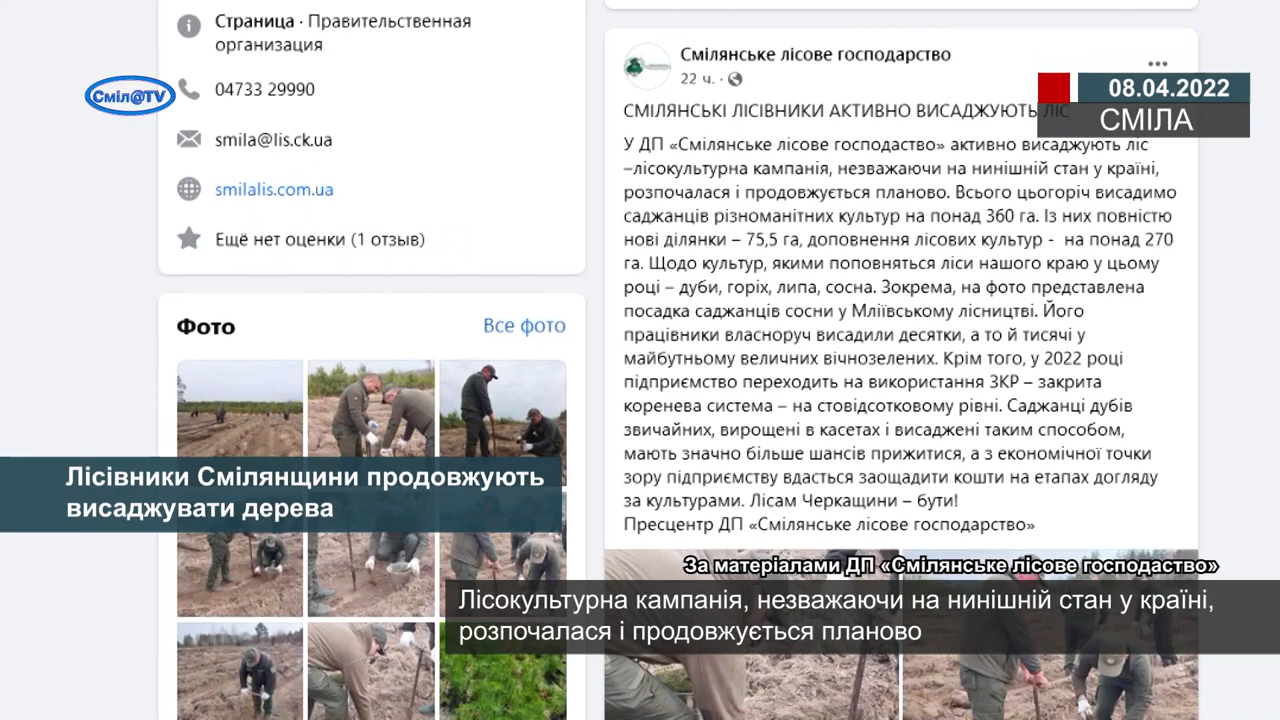 Страница · Правительственная
организация
04733 29990
smila@lis.ck.ua
smilalis.com.ua
Ещё нет оценки (1 отзыв)
Сміл@TV
Фото
Все фото
Смілянське лісове господарство
22 ч. ·
08.04.2022
СМІЛА
СМІЛЯНСЬКІ ЛІСІВНИКИ АКТИВНО ВИСАДЖУЮТЬ ЛІС
У ДП «Смілянське лісове господаство» активно висаджують ліс
–лісокультурна кампанія, незважаючи на нинішній стан у країні,
розпочалася і продовжується планово. Всього цьогоріч висадимо
саджанців різноманітних культур на понад 360 га. Із них повністю
нові ділянки – 75,5 га, доповнення лісових культур - на понад 270
га. Щодо культур, якими поповняться ліси нашого краю у цьому
році – дуби, горіх, липа, сосна. Зокрема, на фото представлена
посадка саджанців сосни у Мліївському лісництві. Його
працівники власноруч висадили десятки, а то й тисячі у
майбутньому величних вічнозелених. Крім того, у 2022 році
підприємство переходить на використання ЗКР – закрита
коренева система – на стовідсотковому рівні. Саджанці дубів
звичайних, вирощені в касетах і висаджені таким способом,
мають значно більше шансів прижитися, а з економічної точки
зору підприємству вдасться заощадити кошти на етапах догляду
за культурами. Лісам Черкащини – бути!
Пресцентр ДП «Смілянське лісове господарство»
Лісівники Смілянщини продовжують
висаджувати дерева
За матеріалами ДП «Смілянське лісове господаство»
Лісокультурна кампанія, незважаючи на нинішній стан у країні,
розпочалася і продовжується планово